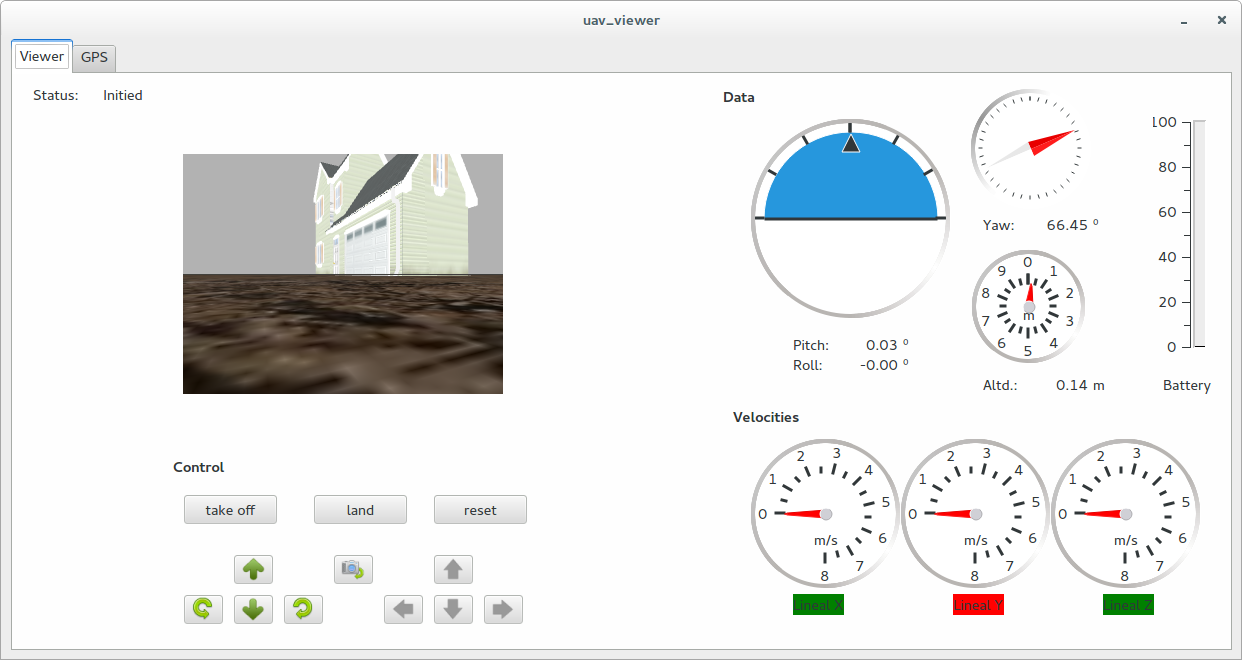 uav_viewer
Viewer GPS
Status: Initied
Data
Yaw: 66.45 º
100
80
60
40
20
0
Battery
0 1 2 3 4 5 6 7 8 9
m
Pitch: 0.03 º
Roll: -0.00 º
Altd.: 0.14 m
Velocities
0 1 2 3 4 5 6 7 8
m/s
Lineal X
0 1 2 3 4 5 6 7 8
m/s
Lineal Y
0 1 2 3 4 5 6 7 8
m/s
Lineal Z
Control
take off land reset